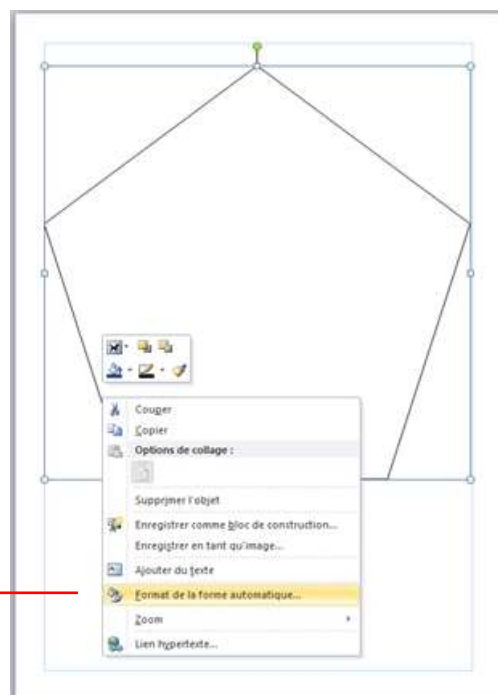 Couper
Copier
Options de collage :
Supprimer l'objet
Enregistrer comme bloc de construction...
Enregistrer en tant qu'image...
Ajouter du texte
Format de la forme automatique...
Zoom
Lien hypertexte...